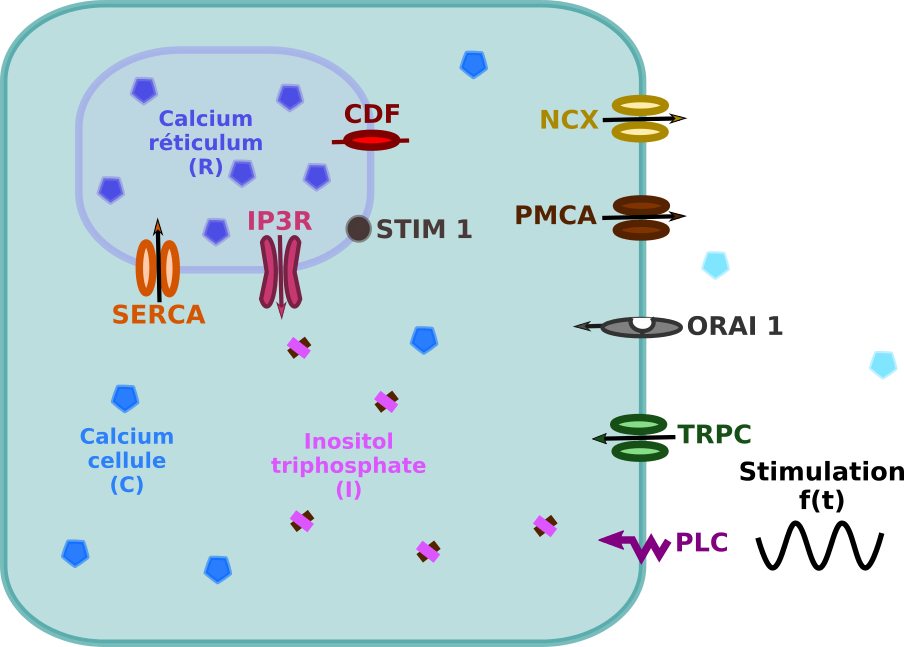 CDF
Calcium
réticulum
(R)
NCX
PMCA
IP3R
STIM 1
SERCA
ORAI 1
Calcium
cellule
(C)
Inositol
triphosphate
(I)
TRPC
Stimulation
f(t)
PLC